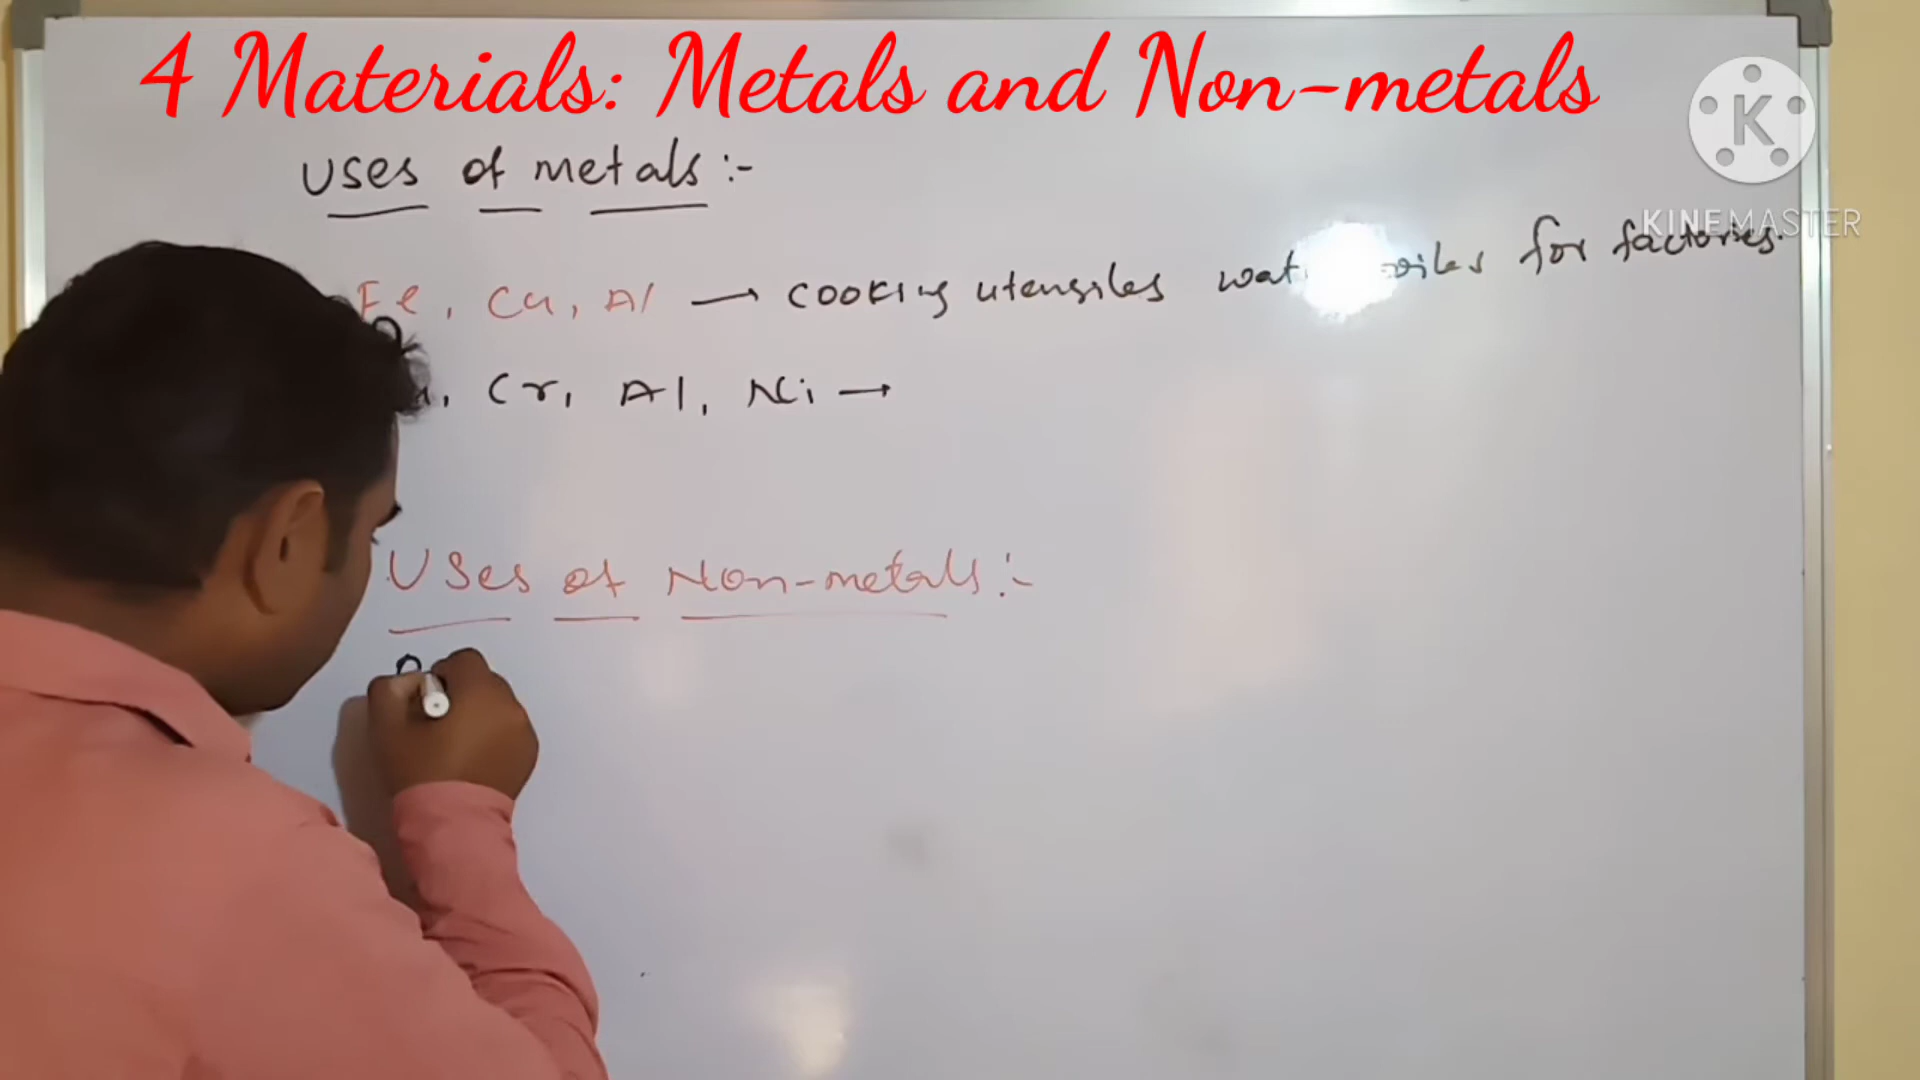 4 Materials: Metals and Non-metals
K
KINEMASTER
uses of metals :-
Fe, Cu, Al → cooking utensiles for factories.
Cr, Al, Ni →
Uses of Non-metals :-